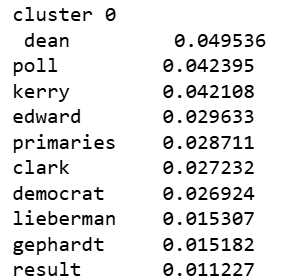 cluster 0
dean 0.049536
poll 0.042395
kerry 0.042108
edward 0.029633
primaries 0.028711
clark 0.027232
democrat 0.026924
lieberman 0.015307
gephardt 0.015182
result 0.011227